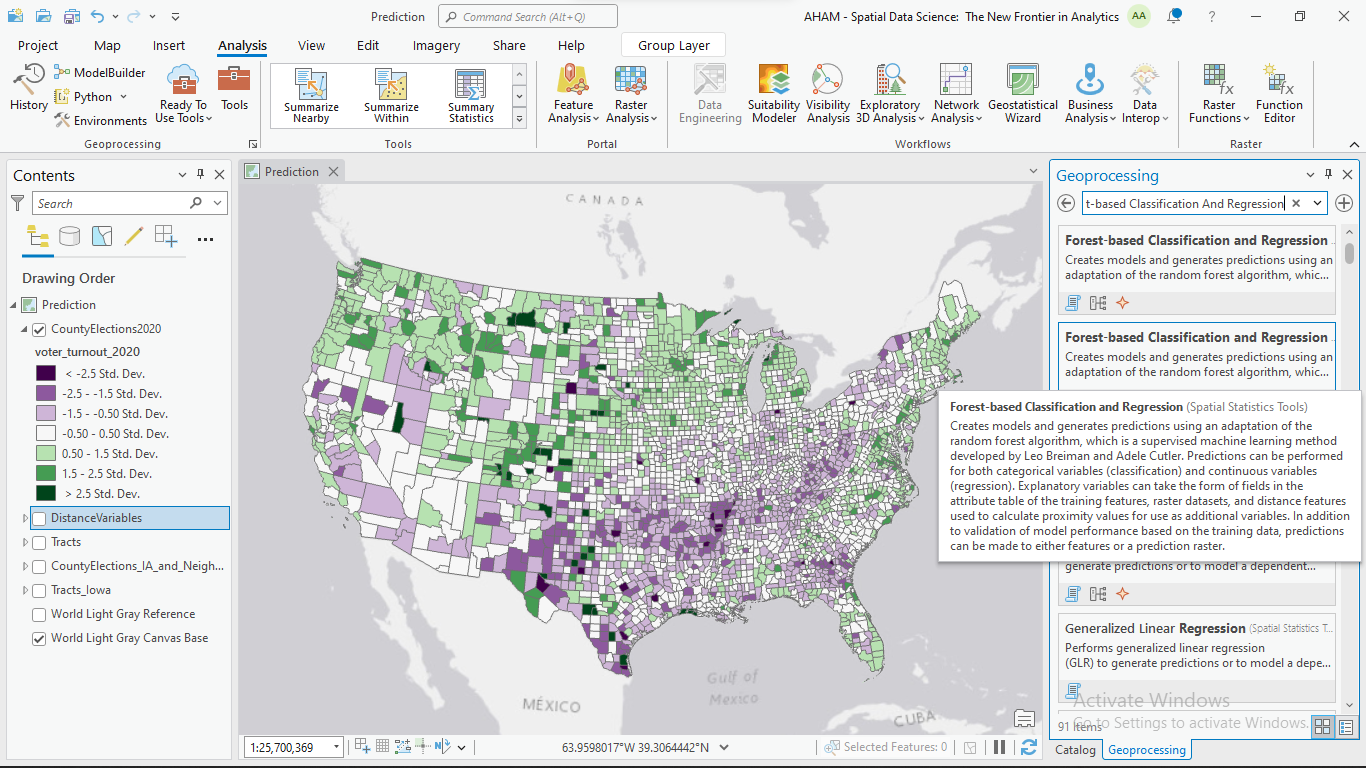 Prediction
Command Search (Alt+Q)
AHAM - Spatial Data Science: The New Frontier in Analytics
AA
?
Project
Map
Insert
Analysis
View
Edit
Imagery
Share
Help
Group Layer
History
ModelBuilder
Python
Environments
Ready To
Use Tools
Tools
Geoprocessing
Summarize
Nearby
Summarize
Within
Summary
Statistics
Tools
Feature
Analysis
Raster
Analysis
Portal
Data
Engineering
Suitability
Modeler
Visibility
Analysis
Exploratory
3D Analysis
Network
Analysis
Geostatistical
Wizard
Business
Analysis
Data
Interop
Workflows
Raster
Functions
Function
Editor
Raster
Contents
Search
Drawing Order
Prediction
CountyElections2020
voter_turnout_2020
< -2.5 Std. Dev.
-2.5 - -1.5 Std. Dev.
-1.5 - -0.50 Std. Dev.
-0.50 - 0.50 Std. Dev.
0.50 - 1.5 Std. Dev.
1.5 - 2.5 Std. Dev.
> 2.5 Std. Dev.
DistanceVariables
Tracts
CountyElections_IA_and_Neigh...
Tracts_Iowa
World Light Gray Reference
World Light Gray Canvas Base
Prediction
CANADA
Gulf of
Mexico
MÉXICO
CUBA
1:25,700,369
63.9598017°W 39.3064442°N
Selected Features: 0
Geoprocessing
t-based Classification And Regression
Forest-based Classification and Regression ...
Creates models and generates predictions using an
adaptation of the random forest algorithm, whic...
Forest-based Classification and Regression ...
Creates models and generates predictions using an
adaptation of the random forest algorithm, whic...
Forest-based Classification and Regression (Spatial Statistics Tools)
Creates models and generates predictions using an adaptation of the
random forest algorithm, which is a supervised machine learning method
developed by Leo Breiman and Adele Cutler. Predictions can be performed
for both categorical variables (classification) and continuous variables
(regression). Explanatory variables can take the form of fields in the
attribute table of the training features, raster datasets, and distance features
used to calculate proximity values for use as additional variables. In addition
to validation of model performance based on the training data, predictions
can be made to either features or a prediction raster.
generate predictions or to model a dependent...
Generalized Linear Regression (Spatial Statistics T...
Performs generalized linear regression
(GLR) to generate predictions or to model a depe...
Activate Windows
Go to Settings to activate Windows.
91 Items
Catalog
Geoprocessing